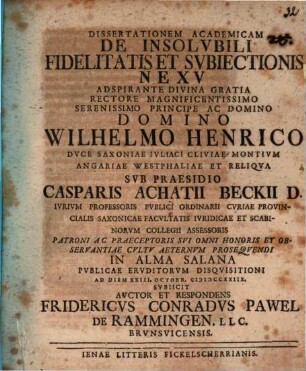 DISSERTATIONEM ACADEMICAM
DE INSOLVBILI
FIDELITATIS ET SVBIECTIONIS
NEXV
ADSPIRANTE DIVINA GRATIA
RECTORE MAGNIFICENTISSIMO
SERENISSIMO PRINCIPE AC DOMINO
DOMINO
WILHELMO HENRICO
DVCE SAXONIAE IVLIACI CLIVIAE MONTIVM
ANGARIAE WESTPHALIAE ET RELIQVA
SVB PRAESIDIO
CASPARIS ACHATII BECKII D.
IVRIVM PROFESSORIS PVBLICI ORDINARII CVRIAE PROVIN-
CIALIS SAXONICAE FACVLTATIS IVRIDICAE ET SCABI-
NORVM COLLEGII ASSESSORIS
PATRONI AC PRAECEPTORIS SVI OMNI HONORIS ET OB-
SERVANTIAE CVLTV AETERNVM PROSEQVENDI
IN ALMA SALANA
PVBLICAE ERVDITORVM DISQVISITIONI
AD DIEM XXIII. OCTOBR.
SVBIICIT
AVCTOR ET RESPONDENS
FRIDERICVS CONRADVS PAWEL
DE RAMMINGEN. L L C.
BRVNSVICENS.
IENAE LITTERIS FICKELSCHERRIANIS.